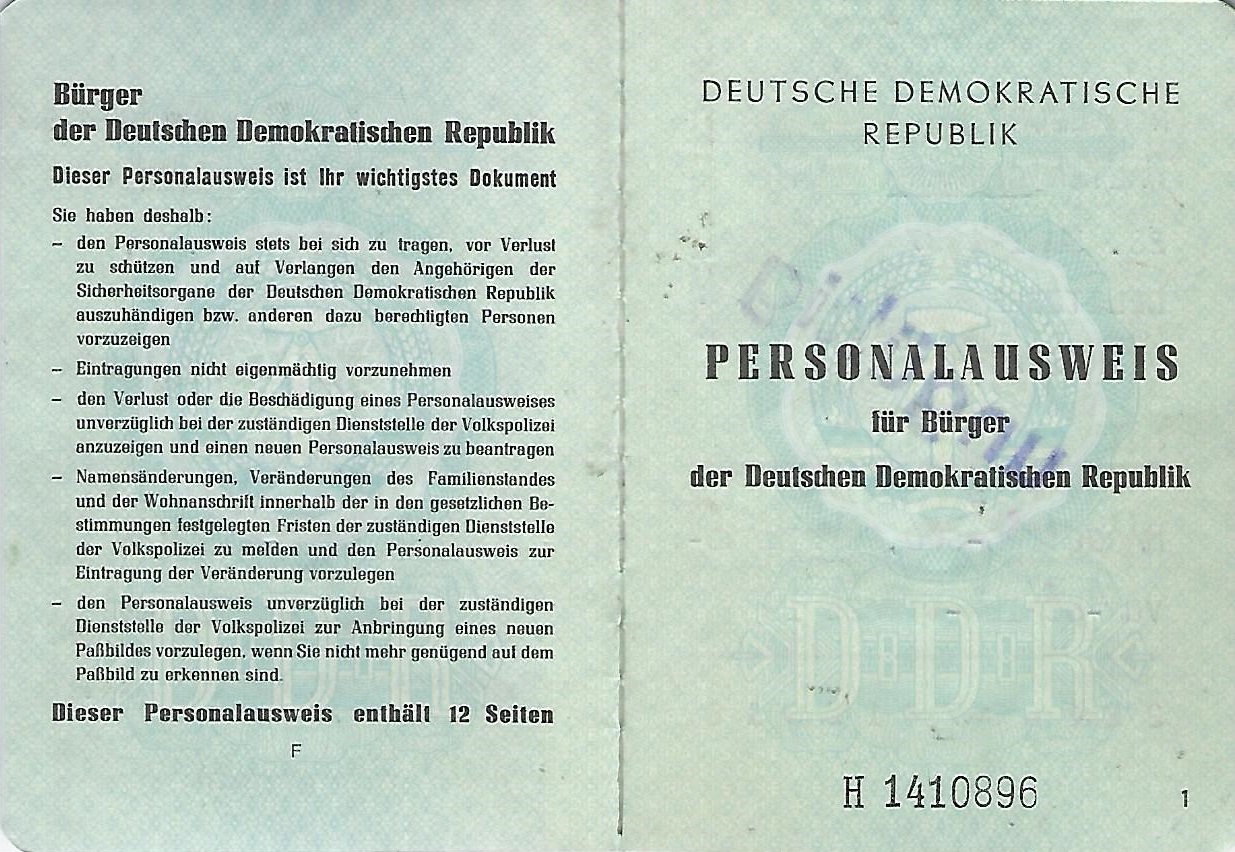 Bürger
der Deutschen Demokratischen Republik
Dieser Personalausweis ist Ihr wichtigstes Dokument
Sie haben deshalb:
– den Personalausweis stets bei sich zu tragen, vor Verlust
zu schützen und auf Verlangen den Angehörigen der
Sicherheitsorgane der Deutschen Demokratischen Republik
auszuhändigen bzw. anderen dazu berechtigten Personen
vorzuzeigen
– Eintragungen nicht eigenmächtig vorzunehmen
– den Verlust oder die Beschädigung eines Personalausweises
unverzüglich bei der zuständigen Dienststelle der Volkspolizei
anzuzeigen und einen neuen Personalausweis zu beantragen
– Namensänderungen, Veränderungen des Familienstandes
und der Wohnanschrift innerhalb der in den gesetzlichen Be-
stimmungen festgelegten Fristen der zuständigen Dienststelle
der Volkspolizei zu melden und den Personalausweis zur
Eintragung der Veränderung vorzulegen
– den Personalausweis unverzüglich bei der zuständigen
Dienststelle der Volkspolizei zur Anbringung eines neuen
Paßbildes vorzulegen, wenn Sie nicht mehr genügend auf dem
Paßbild zu erkennen sind.
Dieser Personalausweis enthält 12 Seiten
F
DEUTSCHE DEMOKRATISCHE
REPUBLIK
PERSONALAUSWEIS
für Bürger
der Deutschen Demokratischen Republik
DDR
H 1410896
1